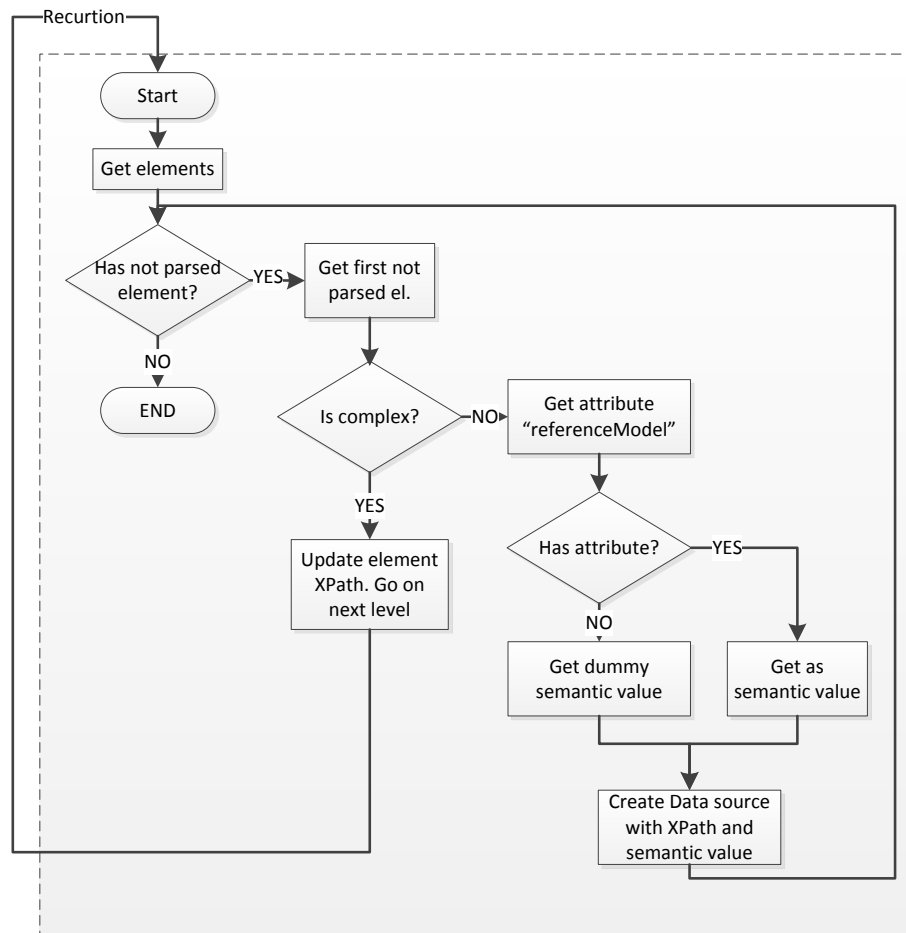 Recurtion
Start
Get elements
Has not parsed
element?
YES
Get first not
parsed el.
NO
END
Is complex?
NO
Get attribute
“referenceModel”
YES
Has attribute?
YES
Update element
XPath. Go on
next level
NO
Get dummy
semantic value
Get as
semantic value
Create Data source
with XPath and
semantic value